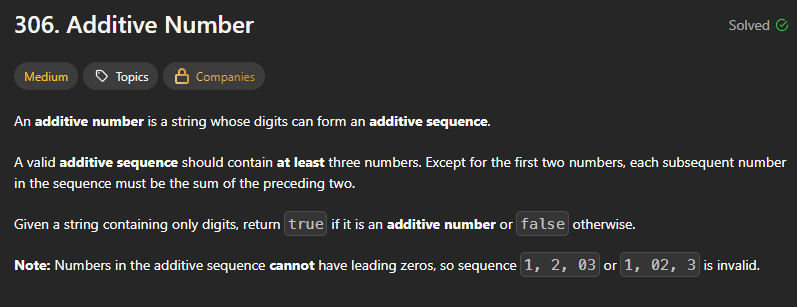 306. Additive Number
Solved
Medium
Topics
Companies
An additive number is a string whose digits can form an additive sequence.
A valid additive sequence should contain at least three numbers. Except for the first two numbers, each subsequent number
in the sequence must be the sum of the preceding two.
Given a string containing only digits, return true if it is an additive number or false otherwise.
Note: Numbers in the additive sequence cannot have leading zeros, so sequence 1, 2, 03 or 1, 02, 3 is invalid.